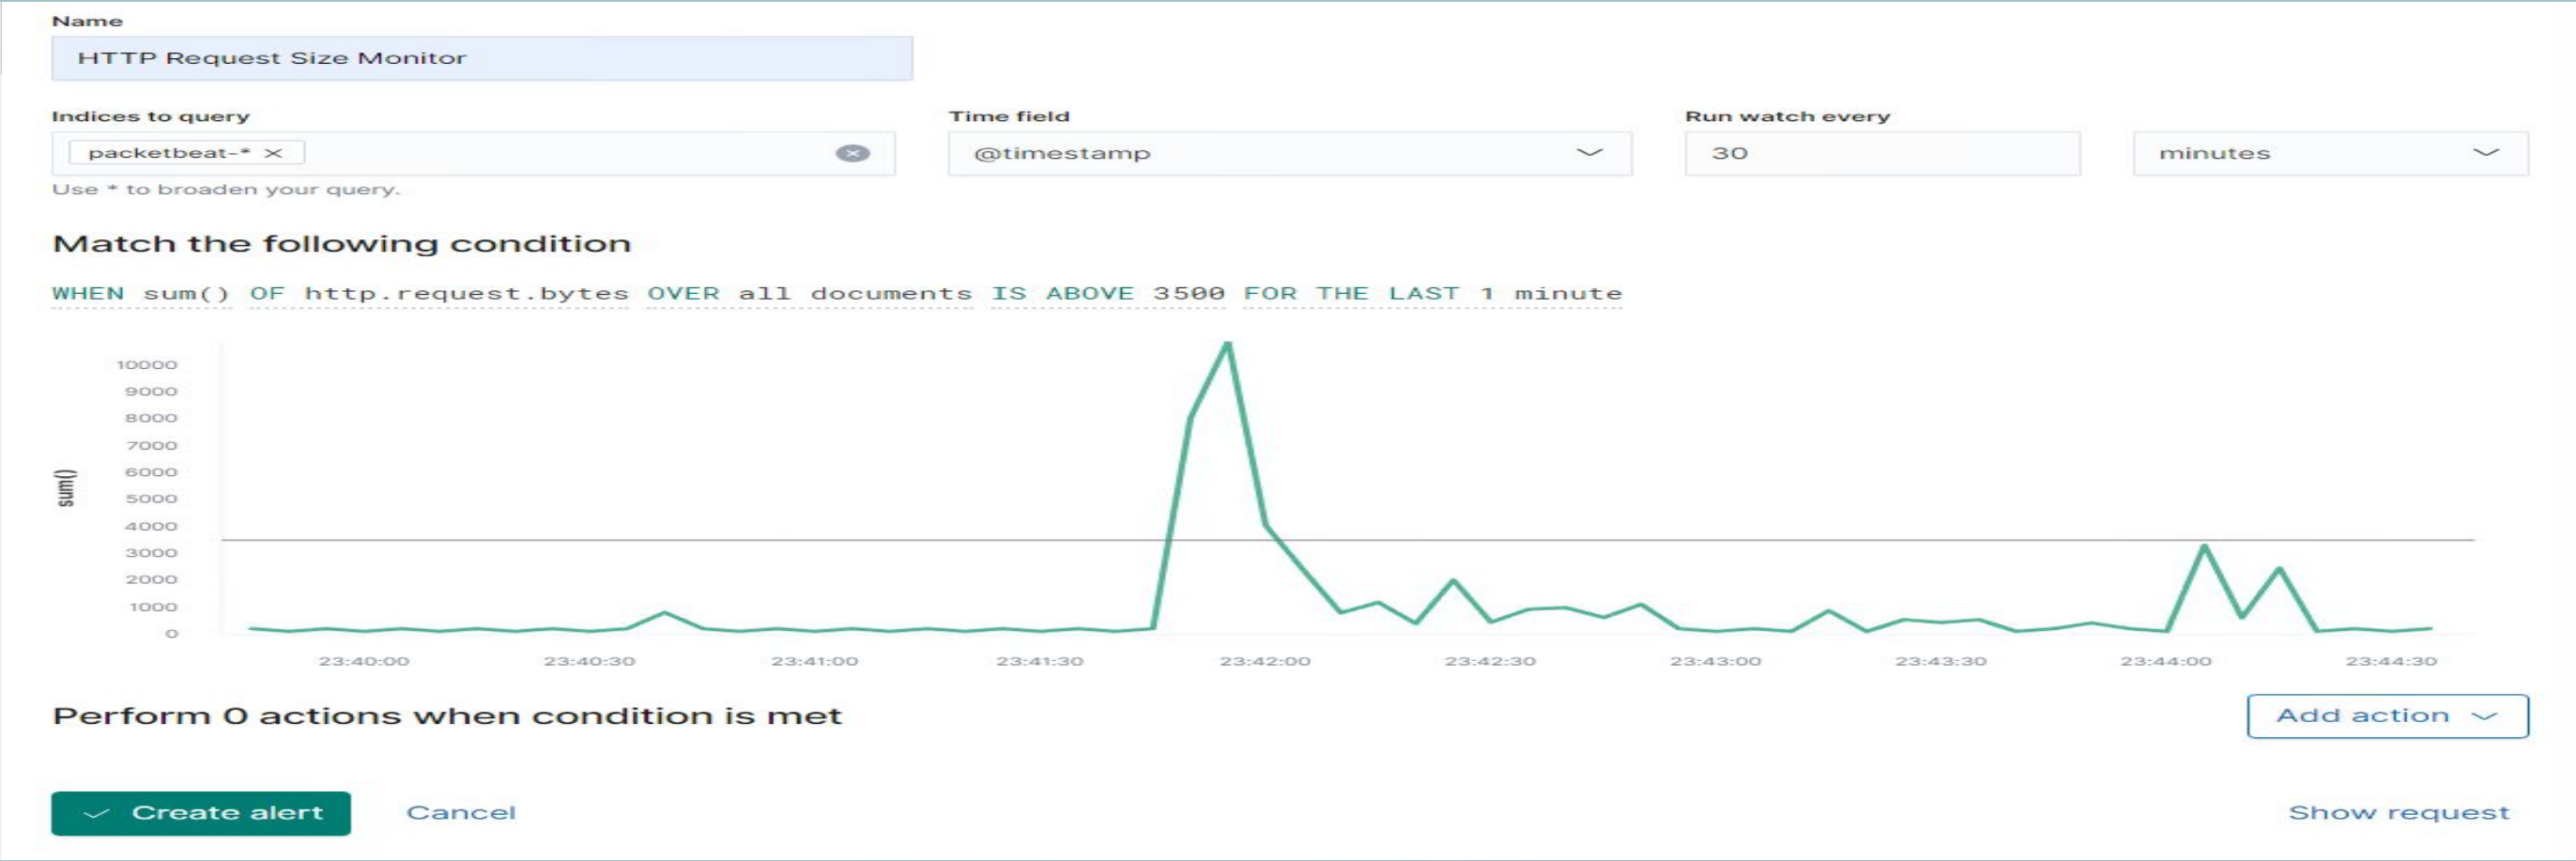 Name
HTTP Request Size Monitor
Indices to query Time field Run watch every
packetbeat-* @timestamp 30 minutes
Use * to broaden your query.
Match the following condition
WHEN sum() OF http.request.bytes OVER all documents IS ABOVE 3500 FOR THE LAST 1 minute
10000
9000
8000
7000
6000
5000
4000
3000
2000
1000
0
sum()
23:40:00 23:40:30 23:41:00 23:41:30 23:42:00 23:42:30 23:43:00 23:43:30 23:44:00 23:44:30
Perform 0 actions when condition is met Add action
Create alert Cancel Show request